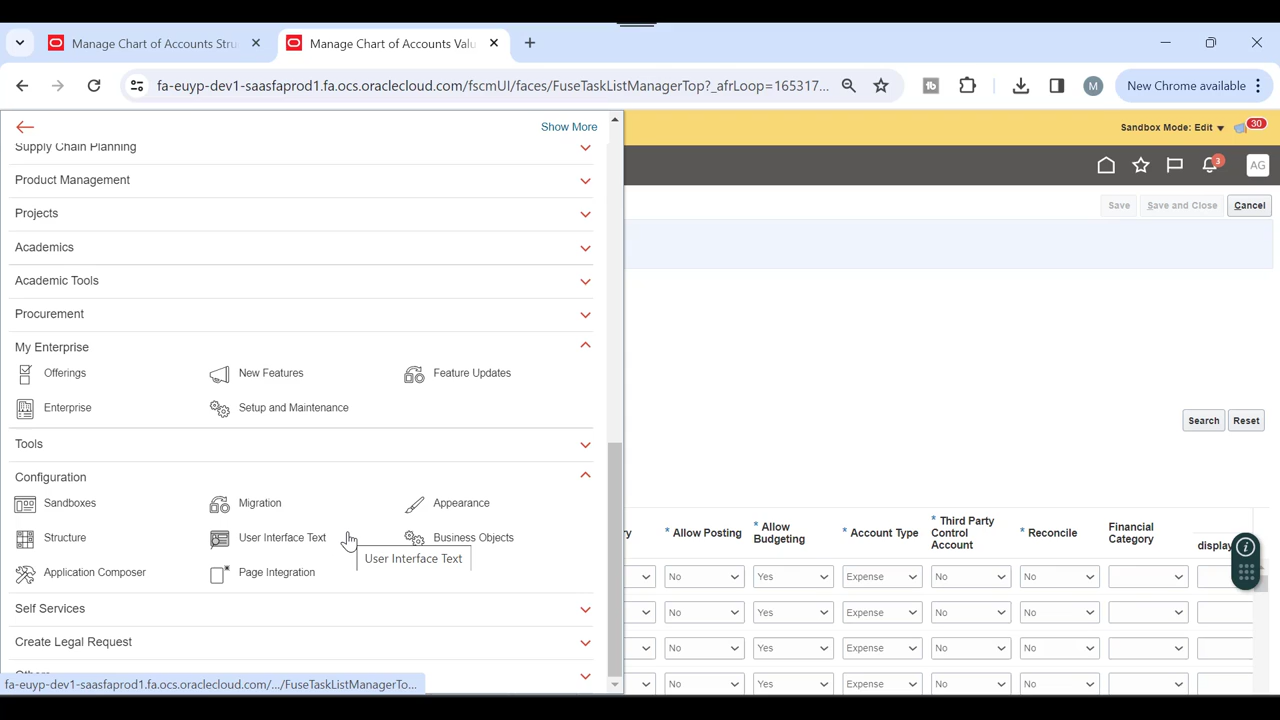 Manage Chart of Accounts Stru
Manage Chart of Accounts Valu
fa-euyp-dev1-saasfaprod1.fa.ocs.oraclecloud.com/fscmUI/faces/FuseTaskListManagerTop?_afrLoop=165317...
M
New Chrome available
Show More
Sandbox Mode: Edit
30
Supply Chain Planning
3
AG
Product Management
Save
Save and Close
Cancel
Projects
Academics
Academic Tools
Procurement
My Enterprise
Offerings
New Features
Feature Updates
Enterprise
Setup and Maintenance
Search
Reset
Tools
Configuration
Sandboxes
Migration
Appearance
Structure
User Interface Text
Business Objects
User Interface Text
Application Composer
Page Integration
Self Services
Create Legal Request
fa-euyp-dev1-saasfaprod1.fa.ocs.oraclecloud.com/.../FuseTaskListManagerTo...
* Allow Posting
* Allow Budgeting
* Account Type
* Third Party Control Account
* Reconcile
Financial Category
No Yes Expense No No
No Yes Expense No No
No Yes Expense No No
No Yes Expense No No